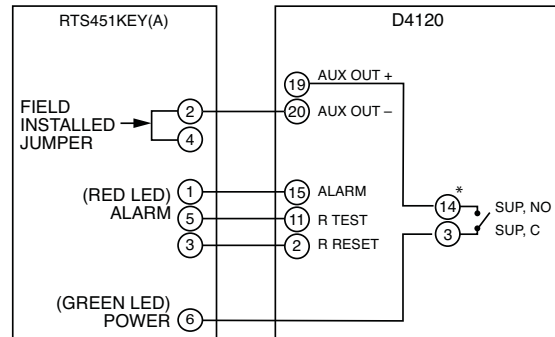 RTS451KEY(A)
D4120
19 AUX OUT +
FIELD
INSTALLED
JUMPER
2
20 AUX OUT –
4
(RED LED)
ALARM
1
15 ALARM
5
11 R TEST
3
2 R RESET
14 *
SUP, NO
3
SUP, C
(GREEN LED)
POWER
6